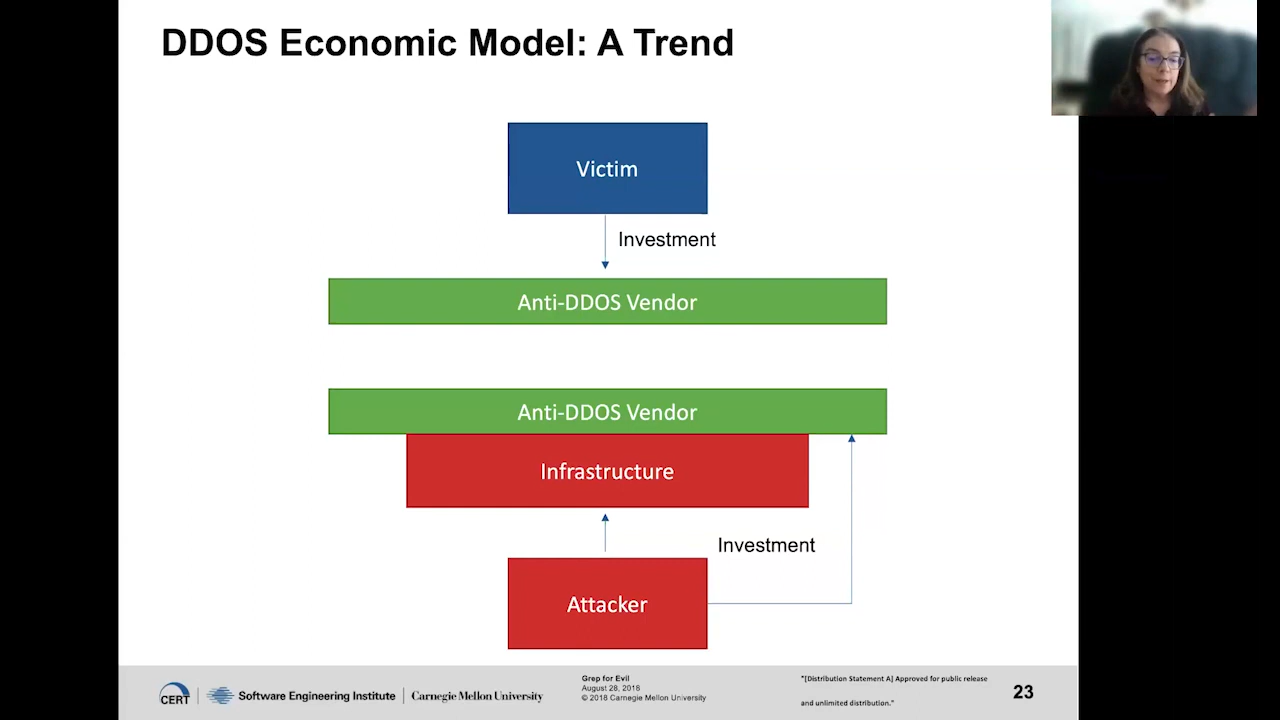 DDOS Economic Model: A Trend
Victim
Investment
Anti-DDOS Vendor
Anti-DDOS Vendor
Infrastructure
Investment
Attacker
CERT
Software Engineering Institute
Carnegie Mellon University
Grep for Evil
August 28, 2018
© 2018 Carnegie Mellon University
"[Distribution Statement A] Approved for public release
and unlimited distribution."
23